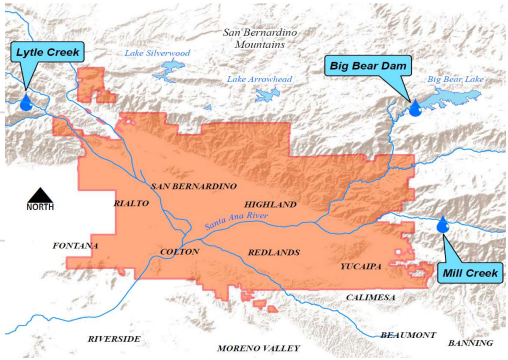 San Bernardino
Mountains
Lytle Creek
Lake Silverwood
Big Bear Dam
Lake Arrowhead
Big Bear Lake
SAN BERNARDINO
RIALTO
HIGHLAND
NORTH
Santa Ana River
FONTANA
COLTON
REDLANDS
YUCAIPA
Mill Creek
CALIMESA
RIVERSIDE
BEAUMONT
MORENO VALLEY
BANNING